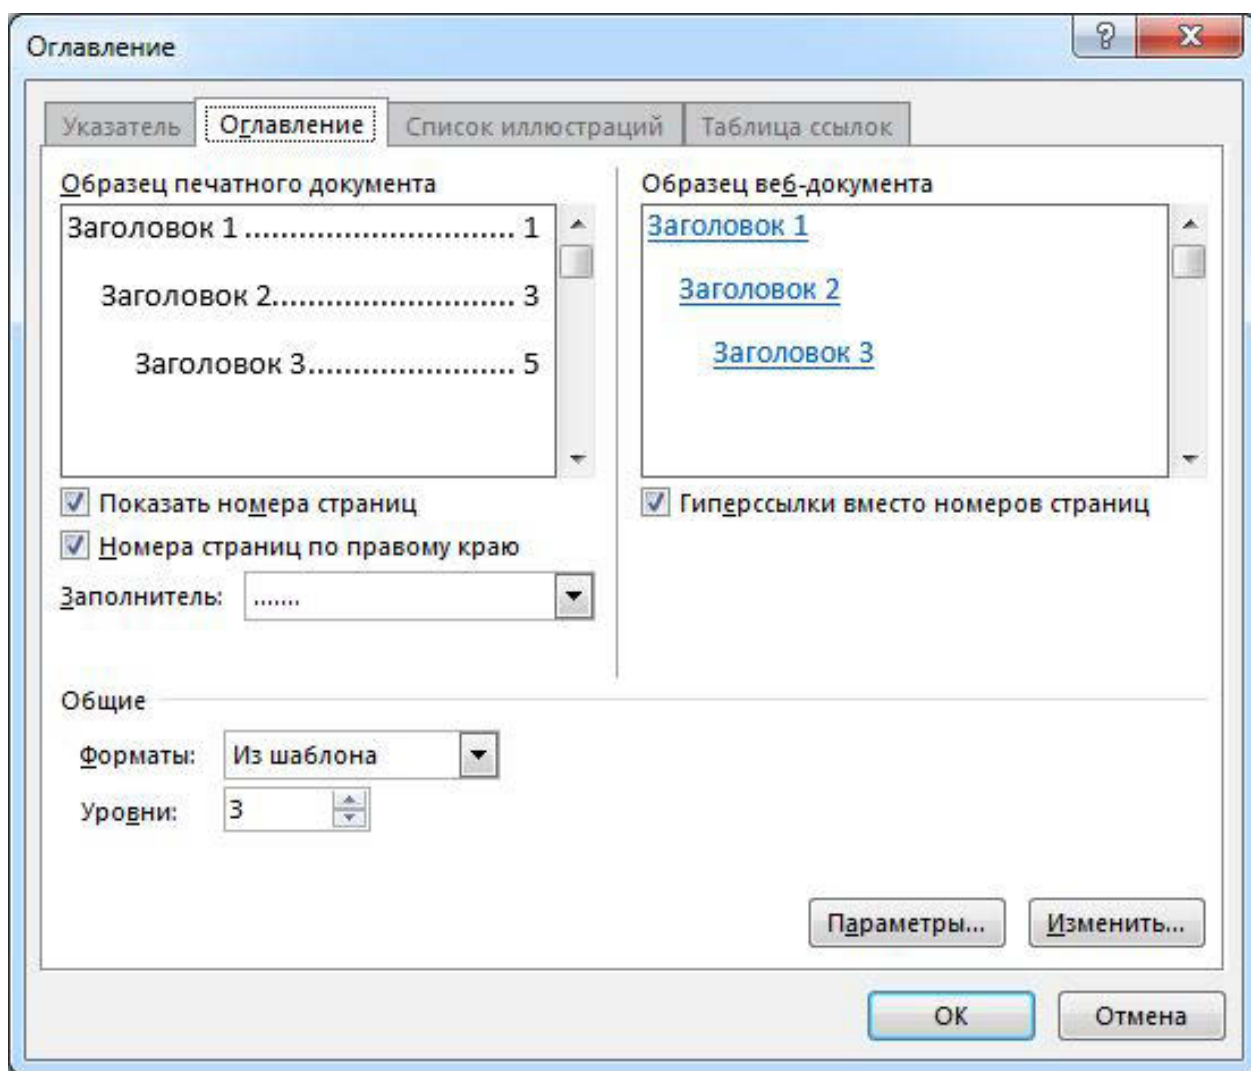 Оглавление
Указатель Оглавление Список иллюстраций Таблица ссылок
Образец печатного документа
Заголовок 1 ................................ 1
Заголовок 2............................. 3
Заголовок 3......................... 5
Показать номера страниц
Номера страниц по правому краю
Заполнитель: .......
Образец веб-документа
Заголовок 1
Заголовок 2
Заголовок 3
Гиперссылки вместо номеров страниц
Общие
Форматы: Из шаблона
Уровни: 3
Параметры... Изменить...
ОК Отмена